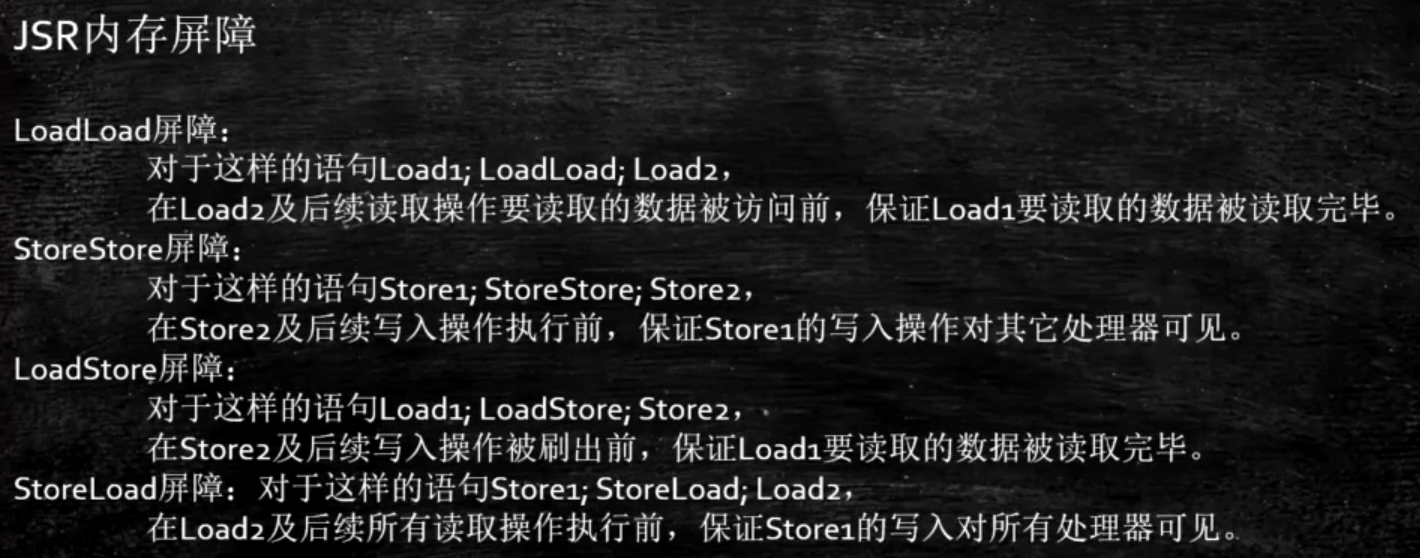 JSR内存屏障
LoadLoad屏障：
对于这样的语句Load1; LoadLoad; Load2，
在Load2及后续读取操作要读取的数据被访问前，保证Load1要读取的数据被读取完毕。
StoreStore屏障：
对于这样的语句Store1; StoreStore; Store2，
在Store2及后续写入操作执行前，保证Store1的写入操作对其它处理器可见。
LoadStore屏障：
对于这样的语句Load1; LoadStore; Store2，
在Store2及后续写入操作被刷出前，保证Load1要读取的数据被读取完毕。
StoreLoad屏障：对于这样的语句Store1; StoreLoad; Load2，
在Load2及后续所有读取操作执行前，保证Store1的写入对所有处理器可见。